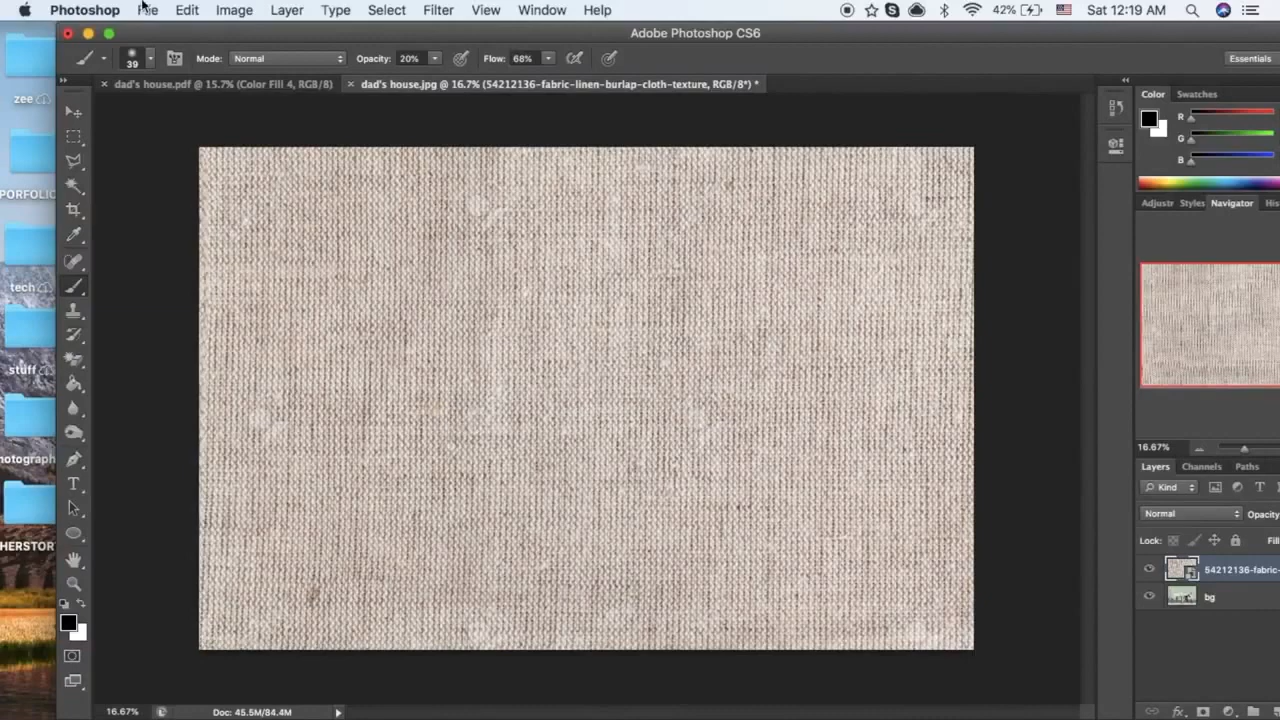 Photoshop File Edit Image Layer Type Select Filter View Window Help 42% Sat 12:19 AM
Adobe Photoshop CS6
39 Mode: Normal Opacity: 20% Flow: 68% Essentials
dad's house.pdf @ 15.7% (Color Fill 4, RGB/8) dad's house.jpg @ 16.7% (54212136-fabric-linen-burlap-cloth-texture, RGB/8*) *
Color Swatches
R
G
B
zee
PORFOLIO
tech
stuff
hotograph
HERSTOR
Adjustr Styles Navigator His
16.67%
Layers Channels Paths
Kind
Normal Opacity
Lock: Fill
54212136-fabric-
bg
16.67% Doc: 45.5M/84.4M